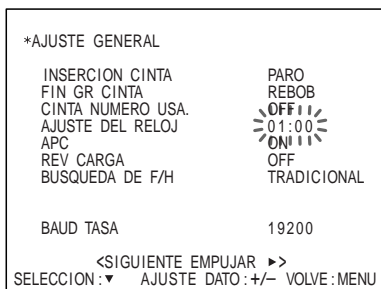 *AJUSTE GENERAL
INSERCION CINTA PARO
FIN GR CINTA REBOB
CINTA NUMERO USA. OFF
AJUSTE DEL RELOJ 01:00
APC ON
REV CARGA OFF
BUSQUEDA DE F/H TRADICIONAL
BAUD TASA 19200
<SIGUIENTE EMPUJAR ►>
SELECCION:▼ AJUSTE DATO:+/– VOLVE:MENU